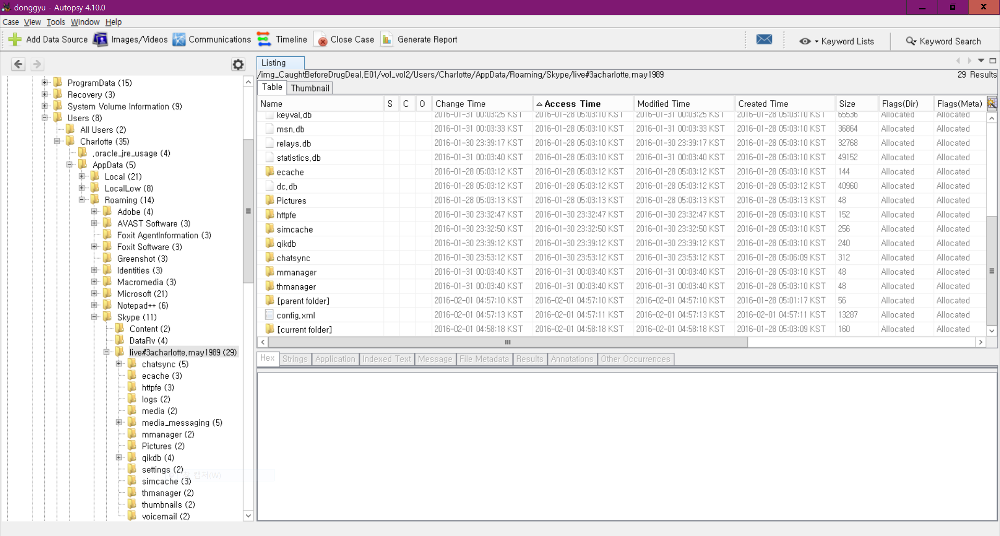 donggyu - Autopsy 4.10.0
Case View Tools Window Help
Add Data Source Images/Videos Communications Timeline Close Case Generate Report Keyword Lists Keyword Search
Listing
/img_CaughtBeforeDrugDeal.E01/vol_vol2/Users/Charlotte/AppData/Roaming/Skype/live#3acharlotte.may1989 29 Results
Table Thumbnail
Name S C O Change Time Access Time Modified Time Created Time Size Flags(Dir) Flags(Meta)
keyval.db 2016-01-31 00:03:25 KST 2016-01-28 05:03:10 KST 2016-01-31 00:03:25 KST 2016-01-28 05:03:10 KST 65536 Allocated Allocated
msn.db 2016-01-31 00:03:33 KST 2016-01-28 05:03:10 KST 2016-01-31 00:03:33 KST 2016-01-28 05:03:10 KST 36864 Allocated Allocated
relays.db 2016-01-30 23:39:17 KST 2016-01-28 05:03:10 KST 2016-01-30 23:39:17 KST 2016-01-28 05:03:10 KST 32768 Allocated Allocated
statistics.db 2016-01-31 00:03:40 KST 2016-01-28 05:03:10 KST 2016-01-31 00:03:40 KST 2016-01-28 05:03:10 KST 49152 Allocated Allocated
ecache 2016-01-28 05:03:12 KST 2016-01-28 05:03:12 KST 2016-01-28 05:03:12 KST 2016-01-28 05:03:10 KST 144 Allocated Allocated
dc.db 2016-01-28 05:03:12 KST 2016-01-28 05:03:12 KST 2016-01-28 05:03:12 KST 2016-01-28 05:03:12 KST 40960 Allocated Allocated
Pictures 2016-01-28 05:03:13 KST 2016-01-28 05:03:13 KST 2016-01-28 05:03:13 KST 2016-01-28 05:03:13 KST 48 Allocated Allocated
httpfe 2016-01-30 23:32:47 KST 2016-01-30 23:32:47 KST 2016-01-30 23:32:47 KST 2016-01-28 05:03:10 KST 152 Allocated Allocated
simcache 2016-01-30 23:32:50 KST 2016-01-30 23:32:50 KST 2016-01-30 23:32:50 KST 2016-01-28 05:03:10 KST 256 Allocated Allocated
qikdb 2016-01-30 23:39:12 KST 2016-01-30 23:39:12 KST 2016-01-30 23:39:12 KST 2016-01-28 05:03:10 KST 240 Allocated Allocated
chatsync 2016-01-30 23:53:12 KST 2016-01-30 23:53:12 KST 2016-01-30 23:53:12 KST 2016-01-28 05:06:09 KST 312 Allocated Allocated
mmanager 2016-01-31 00:03:40 KST 2016-01-31 00:03:40 KST 2016-01-31 00:03:40 KST 2016-01-28 05:03:10 KST 48 Allocated Allocated
thmanager 2016-01-31 00:03:40 KST 2016-01-31 00:03:40 KST 2016-01-31 00:03:40 KST 2016-01-28 05:03:10 KST 48 Allocated Allocated
[parent folder] 2016-02-01 04:57:10 KST 2016-02-01 04:57:10 KST 2016-02-01 04:57:10 KST 2016-01-28 05:01:17 KST 56 Allocated Allocated
config.xml 2016-02-01 04:57:13 KST 2016-02-01 04:57:11 KST 2016-02-01 04:57:13 KST 2016-02-01 04:57:11 KST 13287 Allocated Allocated
[current folder] 2016-02-01 04:58:18 KST 2016-02-01 04:58:18 KST 2016-02-01 04:58:18 KST 2016-01-28 05:03:09 KST 160 Allocated Allocated
Hex Strings Application Indexed Text Message File Metadata Results Annotations Other Occurrences
ProgramData (15)
Recovery (3)
System Volume Information (9)
Users (8)
All Users (2)
Charlotte (35)
.oracle_jre_usage (4)
AppData (5)
Local (21)
LocalLow (8)
Roaming (14)
Adobe (4)
AVAST Software (3)
Foxit AgentInformation (3)
Foxit Software (3)
Greenshot (3)
Identities (3)
Macromedia (3)
Microsoft (21)
Notepad++ (6)
Skype (11)
Content (2)
DataRv (4)
live#3acharlotte.may1989 (29)
chatsync (5)
ecache (3)
httpfe (3)
logs (2)
media (2)
media_messaging (5)
mmanager (2)
Pictures (2)
qikdb (4)
settings (2)
캡처(W)
simcache (3)
thmanager (2)
thumbnails (2)
voicemail (2)